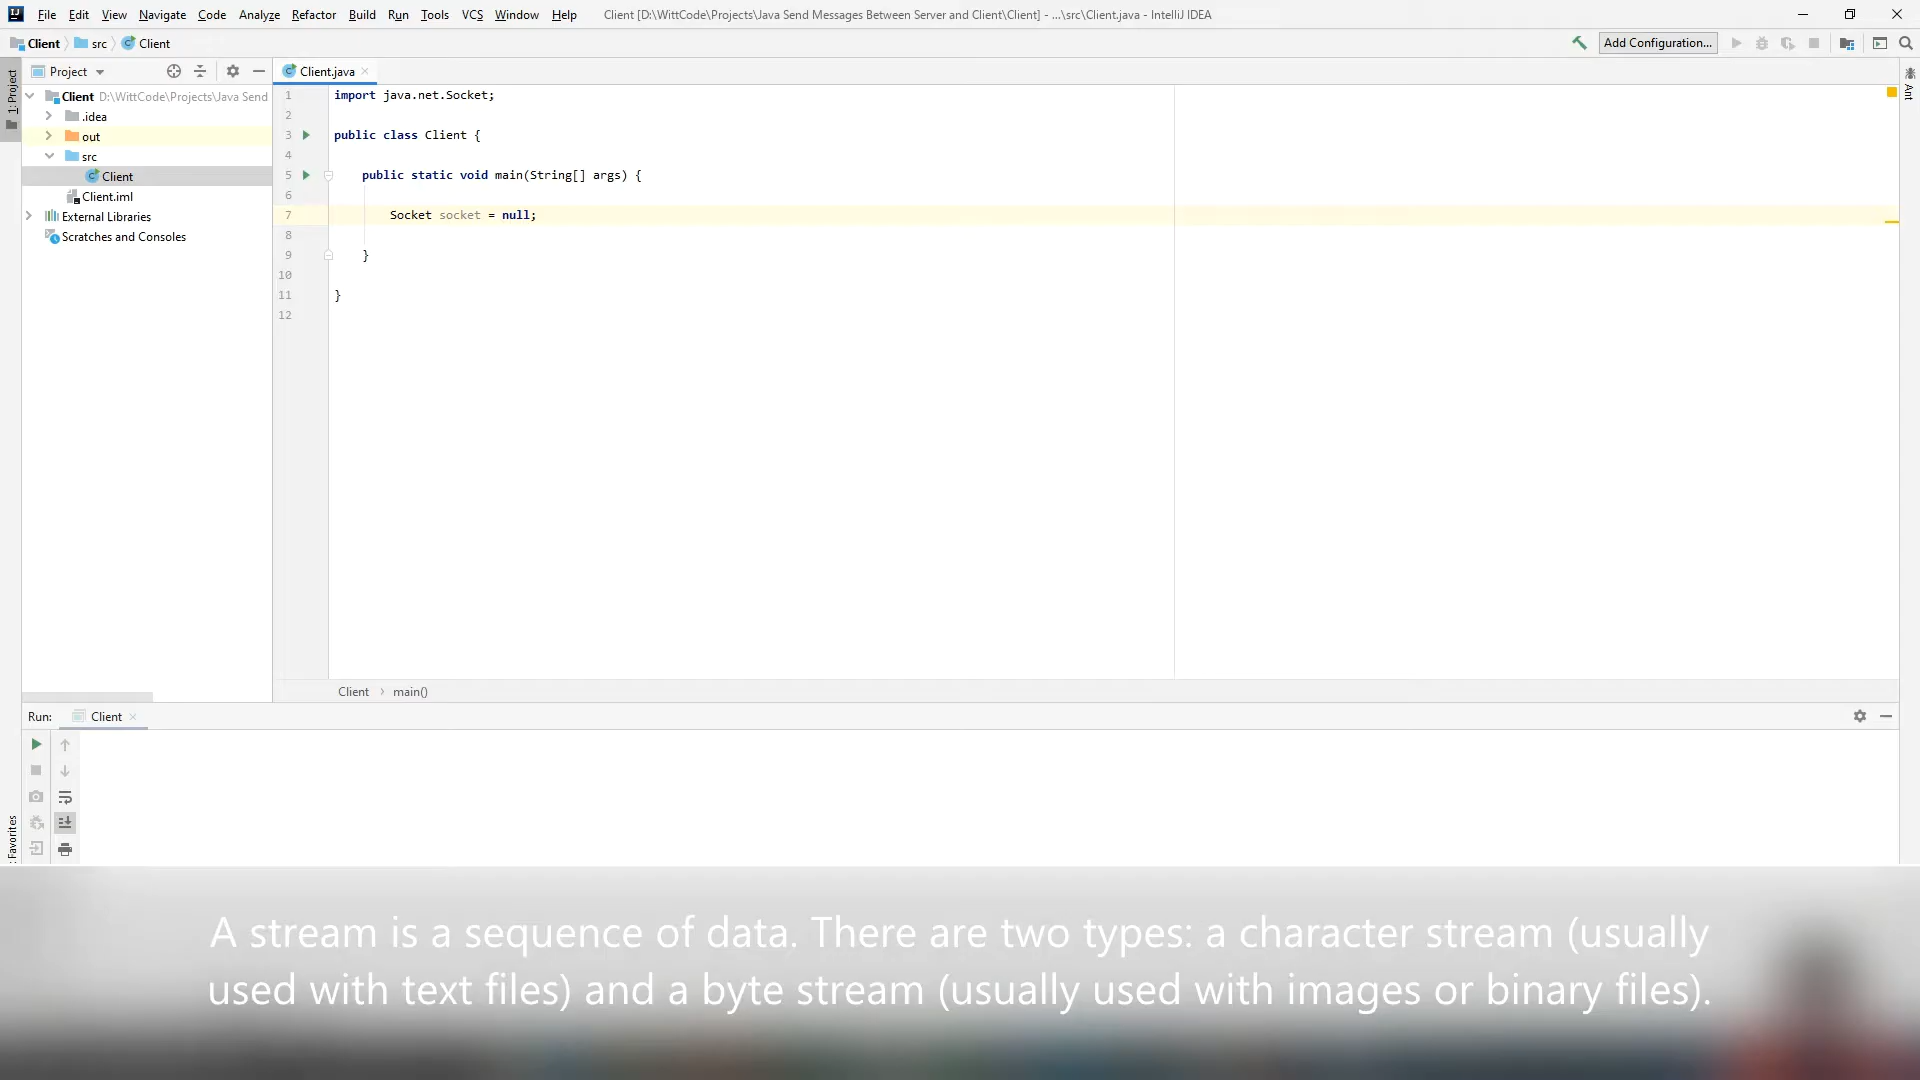 File Edit View Navigate Code Analyze Refactor Build Run Tools VCS Window Help Client [D:\WittCode\Projects\Java Send Messages Between Server and Client\Client] - ...\src\Client.java - IntelliJ IDEA
Client src Client Add Configuration...
1: Project
Project
Client.java
Ant
Client D:\WittCode\Projects\Java Send
.idea
out
src
Client
Client.iml
External Libraries
Scratches and Consoles
1 import java.net.Socket;
2
3 public class Client {
4
5 public static void main(String[] args) {
6
7 Socket socket = null;
8
9 }
10
11 }
12
Client › main()
Run: Client
Favorites
A stream is a sequence of data. There are two types: a character stream (usually
used with text files) and a byte stream (usually used with images or binary files).